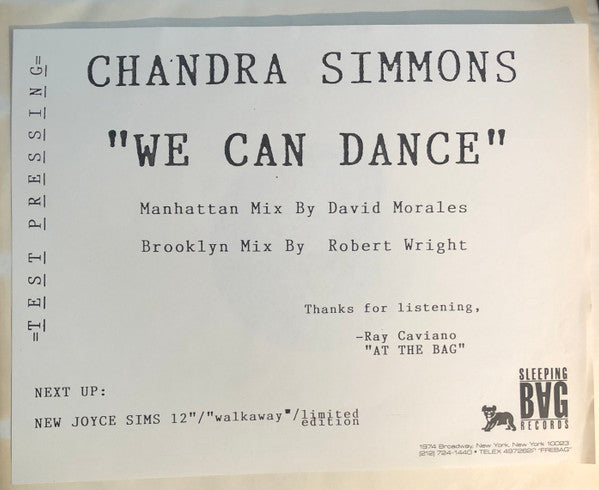 =TEST PRESSING=
CHANDRA SIMMONS
"WE CAN DANCE"
Manhattan Mix By David Morales
Brooklyn Mix By Robert Wright
Thanks for listening,
-Ray Caviano
"AT THE BAG"
NEXT UP:
NEW JOYCE SIMS 12"/"walkaway"/limited edition
SLEEPING
BAG
RECORDS
1974 Broadway, New York, New York 10023
(212) 724-1440 • TELEX "FREBAG"